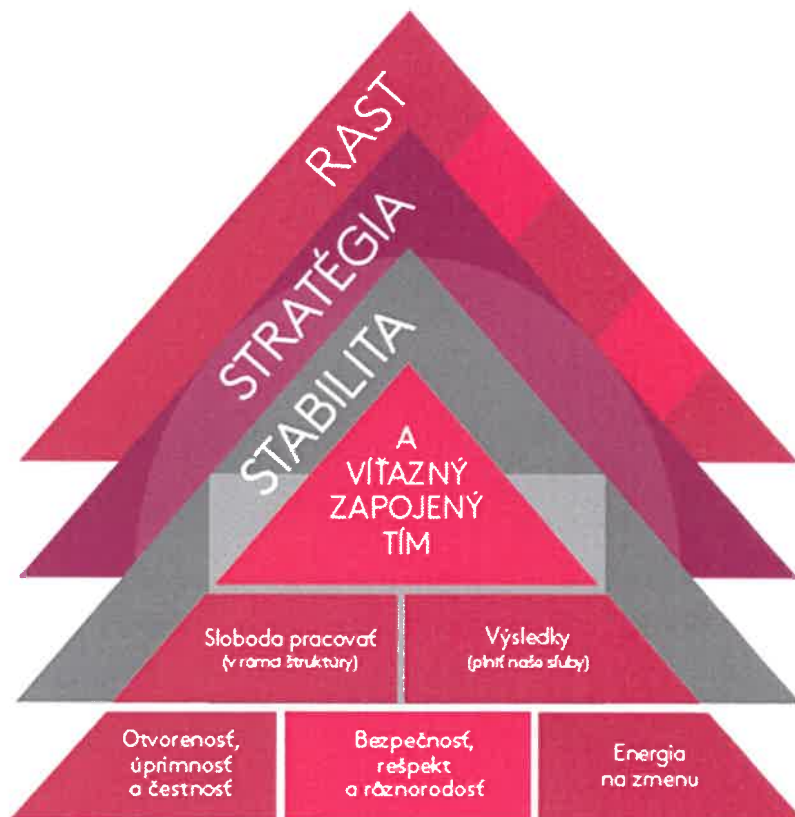 RAST
STRATÉGIA
STABILITA
A
VÍŤAZNÝ
ZAPOJENÝ
TÍM
Sloboda pracovať
(v ráma štruktúry)
Výsledky
(plniť naše sľuby)
Otvorenosť,
úprimnosť
a čestnosť
Bezpečnosť,
rešpekt
a rôznorodosť
Energia
na zmenu